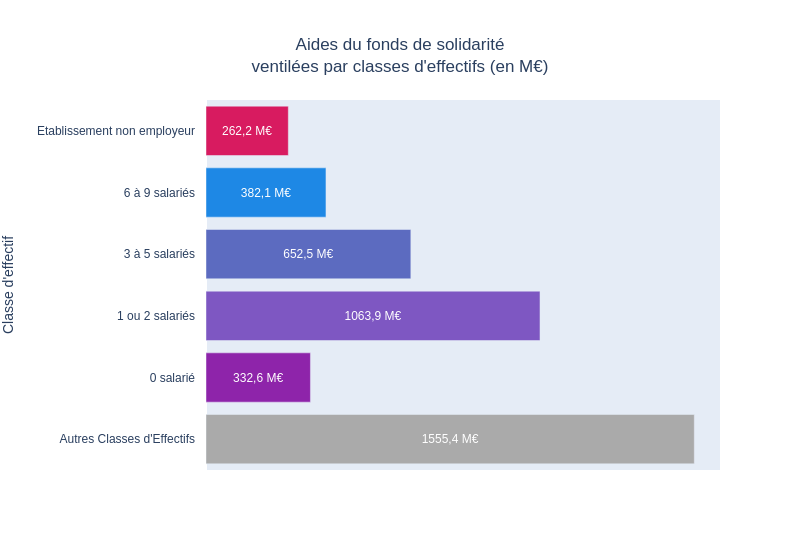 Aides du fonds de solidarité
ventilées par classes d'effectifs (en M€)
Classe d'effectif
Etablissement non employeur
262,2 M€
6 à 9 salariés
382,1 M€
3 à 5 salariés
652,5 M€
1 ou 2 salariés
1063,9 M€
0 salarié
332,6 M€
Autres Classes d'Effectifs
1555,4 M€